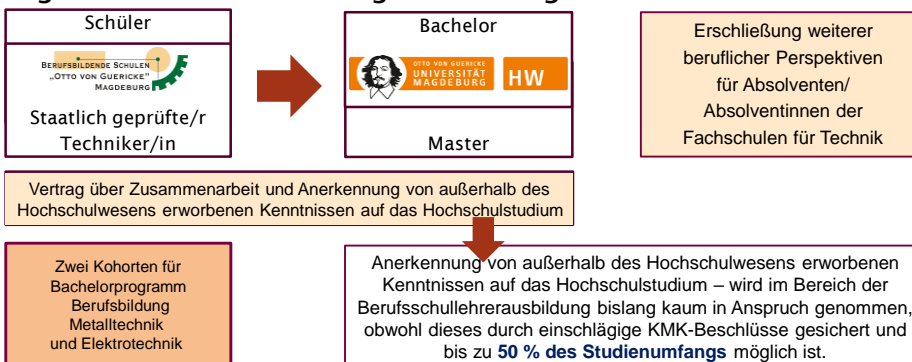 Schüler
BERUFSBILDENDE SCHULEN
„OTTO VON GUERICKE"
MAGDEBURG
Staatlich geprüfte/r
Techniker/in
Bachelor
OTTO VON GUERICKE
UNIVERSITÄT
MAGDEBURG
HW
Master
Erschließung weiterer
beruflicher Perspektiven
für Absolventen/
Absolventinnen der
Fachschulen für Technik
Vertrag über Zusammenarbeit und Anerkennung von außerhalb des
Hochschulwesens erworbenen Kenntnissen auf das Hochschulstudium
Zwei Kohorten für
Bachelorprogramm
Berufsbildung
Metalltechnik
und Elektrotechnik
Anerkennung von außerhalb des Hochschulwesens erworbenen
Kenntnissen auf das Hochschulstudium – wird im Bereich der
Berufsschullehrerausbildung bislang kaum in Anspruch genommen,
obwohl dieses durch einschlägige KMK-Beschlüsse gesichert und
bis zu 50 % des Studienumfangs möglich ist.